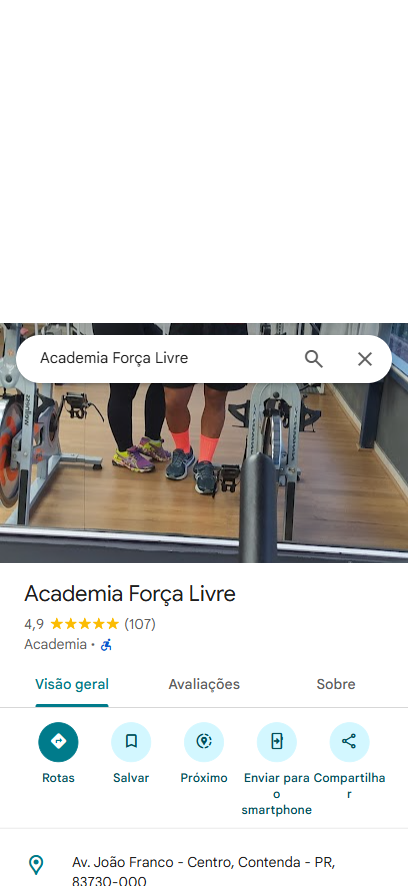 Academia Força Livre
Academia Força Livre
4,9 (107)
Academia •
Visão geral Avaliações Sobre
Rotas Salvar Próximo Enviar para o smartphone Compartilhar
Av. João Franco - Centro, Contenda - PR,
83730-000